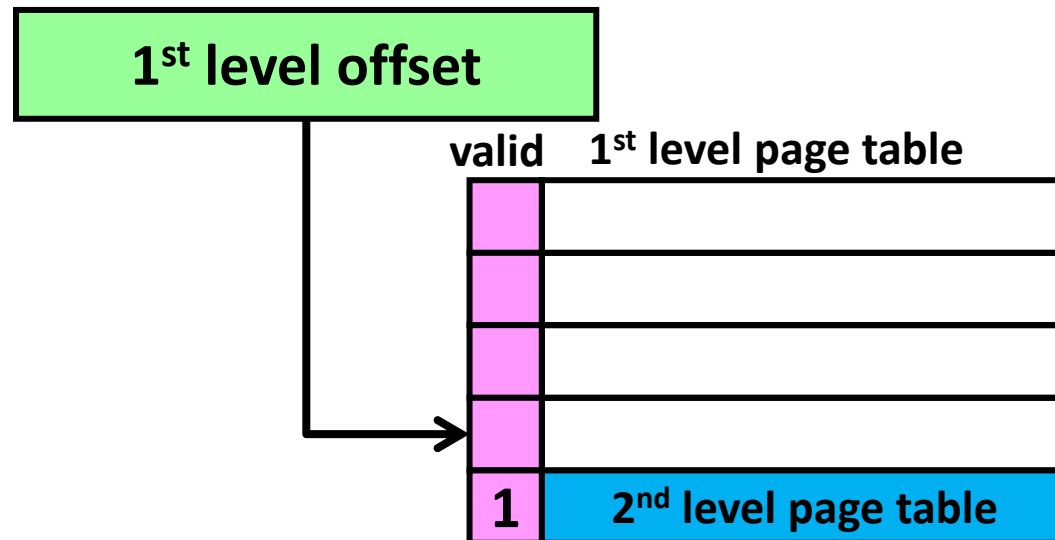 1st level offset
valid 1st level page table
1 2nd level page table